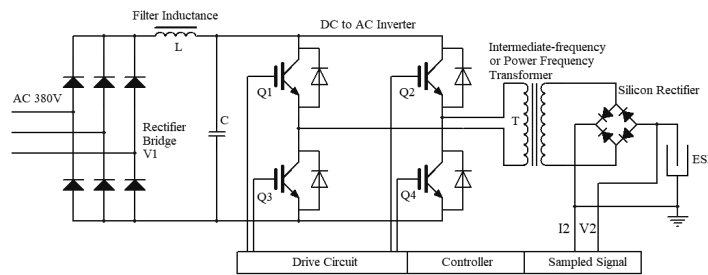 Filter Inductance
L
DC to AC Inverter
Intermediate-frequency
or Power Frequency
Transformer
AC 380V
Q1
Q2
Silicon Rectifier
C
T
Rectifier
Bridge
V1
ES
Q3
Q4
I2 V2
Drive Circuit
Controller
Sampled Signal